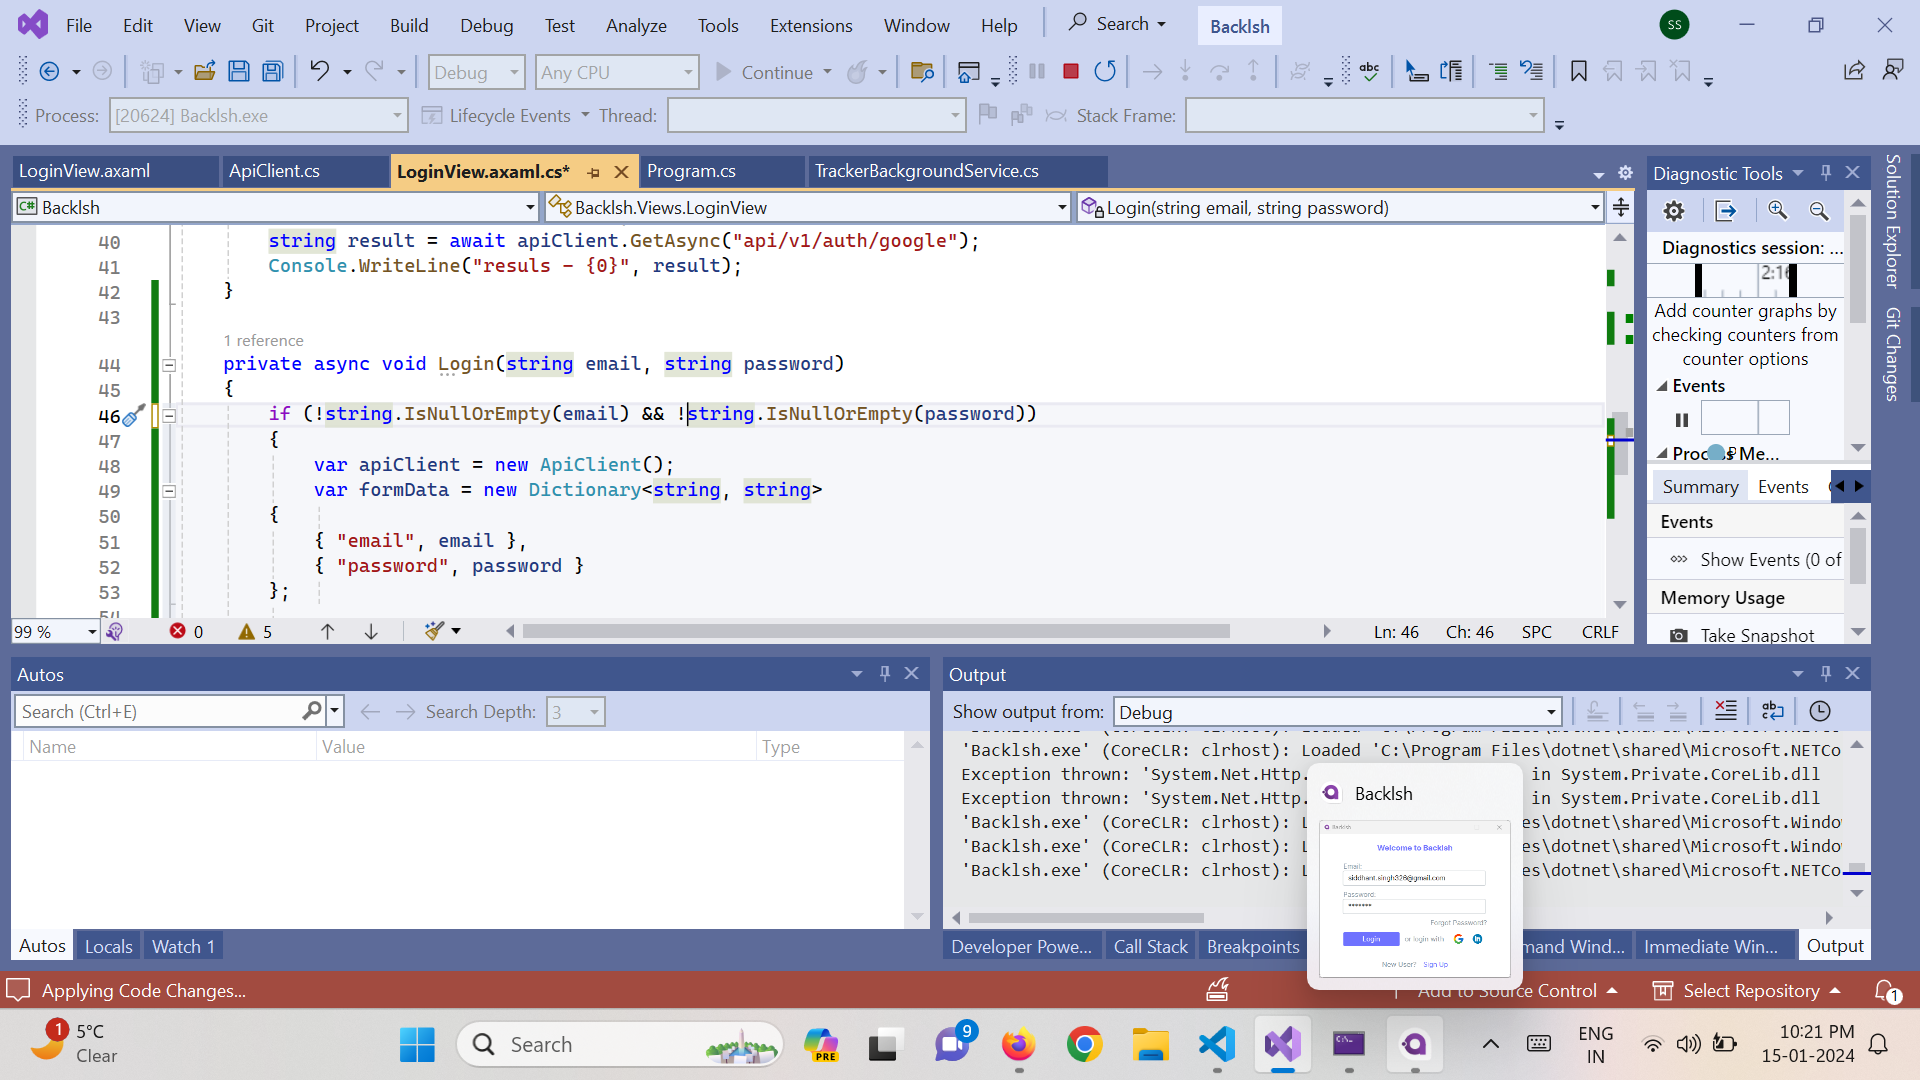 File Edit View Git Project Build Debug Test Analyze Tools Extensions Window Help Search Backlsh SS
Debug Any CPU Continue abc
Process: [20624] Backlsh.exe Lifecycle Events Thread: Stack Frame:
LoginView.axaml ApiClient.cs LoginView.axaml.cs* Program.cs TrackerBackgroundService.cs
C# Backlsh Backlsh.Views.LoginView Login(string email, string password)
40 string result = await apiClient.GetAsync("api/v1/auth/google");
41 Console.WriteLine("resuls - {0}", result);
42 }
43
1 reference
44 private async void Login(string email, string password)
45 {
46 if (!string.IsNullOrEmpty(email) && !string.IsNullOrEmpty(password))
47 {
48 var apiClient = new ApiClient();
49 var formData = new Dictionary<string, string>
50 {
51 { "email", email },
52 { "password", password }
53 };
54
99 % 0 5 Ln: 46 Ch: 46 SPC CRLF
Diagnostic Tools
Diagnostics session: ...
2:16
Add counter graphs by
checking counters from
counter options
Events
Process Me...
Summary Events
Events
Show Events (0 of
Memory Usage
Take Snapshot
Solution Explorer
Git Changes
Autos
Search (Ctrl+E) Search Depth: 3
Name Value Type
Autos Locals Watch 1
Output
Show output from: Debug
'Backlsh.exe' (CoreCLR: clrhost): Loaded 'C:\Program Files\dotnet\shared\Microsoft.NETCo
Exception thrown: 'System.Net.Http. in System.Private.CoreLib.dll
Exception thrown: 'System.Net.Http. in System.Private.CoreLib.dll
'Backlsh.exe' (CoreCLR: clrhost): L les\dotnet\shared\Microsoft.Windo
'Backlsh.exe' (CoreCLR: clrhost): L les\dotnet\shared\Microsoft.Windo
'Backlsh.exe' (CoreCLR: clrhost): L les\dotnet\shared\Microsoft.NETCo
Developer Powe... Call Stack Breakpoints mand Wind... Immediate Win... Output
Backlsh
Backlsh
Welcome to Backlsh
Email:
siddhant.singh326@gmail.com
Password:
*******
Forgot Password?
Login or login with G in
New User? Sign Up
Applying Code Changes... Add to Source Control Select Repository 1
1 5°C
Clear
Search PRE 9
ENG
IN
10:21 PM
15-01-2024